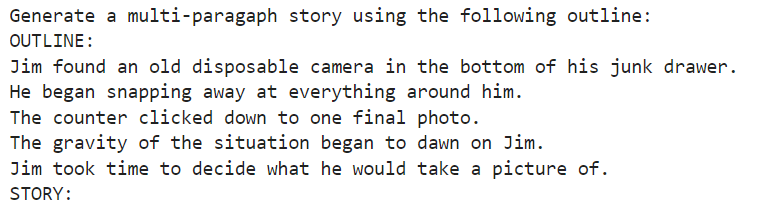 Generate a multi-paragaph story using the following outline:
OUTLINE:
Jim found an old disposable camera in the bottom of his junk drawer.
He began snapping away at everything around him.
The counter clicked down to one final photo.
The gravity of the situation began to dawn on Jim.
Jim took time to decide what he would take a picture of.
STORY: